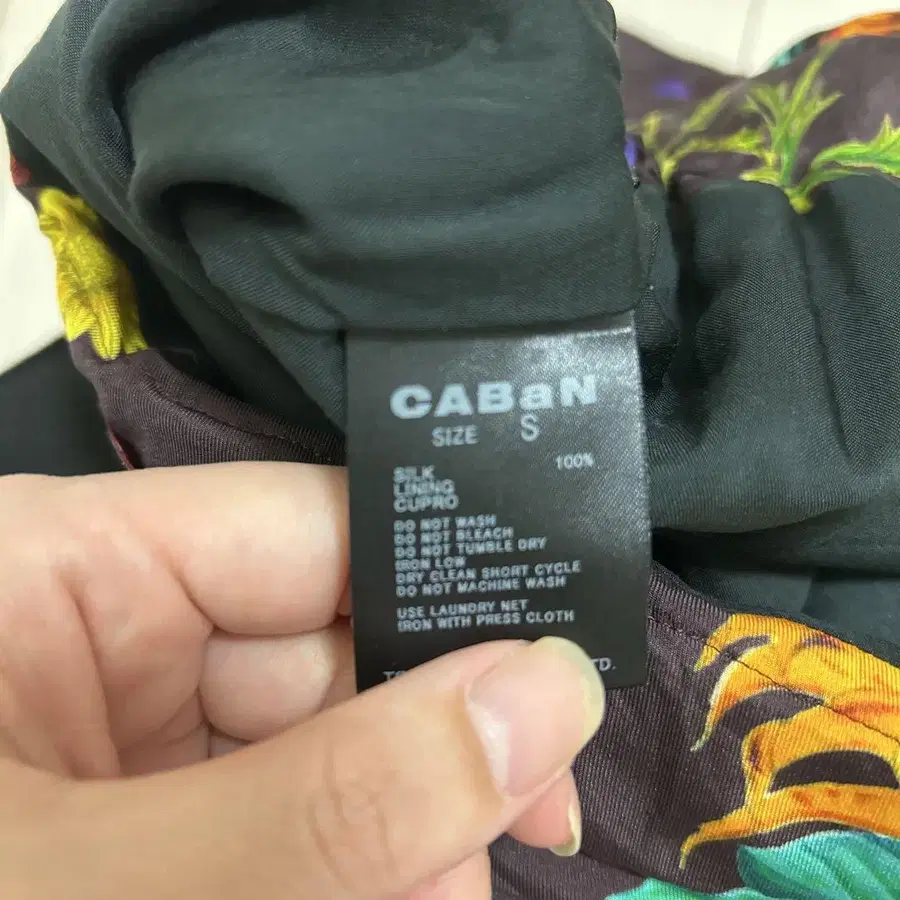 CABaN
SIZE S
100%
SILK
LINING
CUPRO
DO NOT WASH
DO NOT BLEACH
DO NOT TUMBLE DRY
IRON LOW
DRY CLEAN SHORT CYCLE
DO NOT MACHINE WASH
USE LAUNDRY NET
IRON WITH PRESS CLOTH